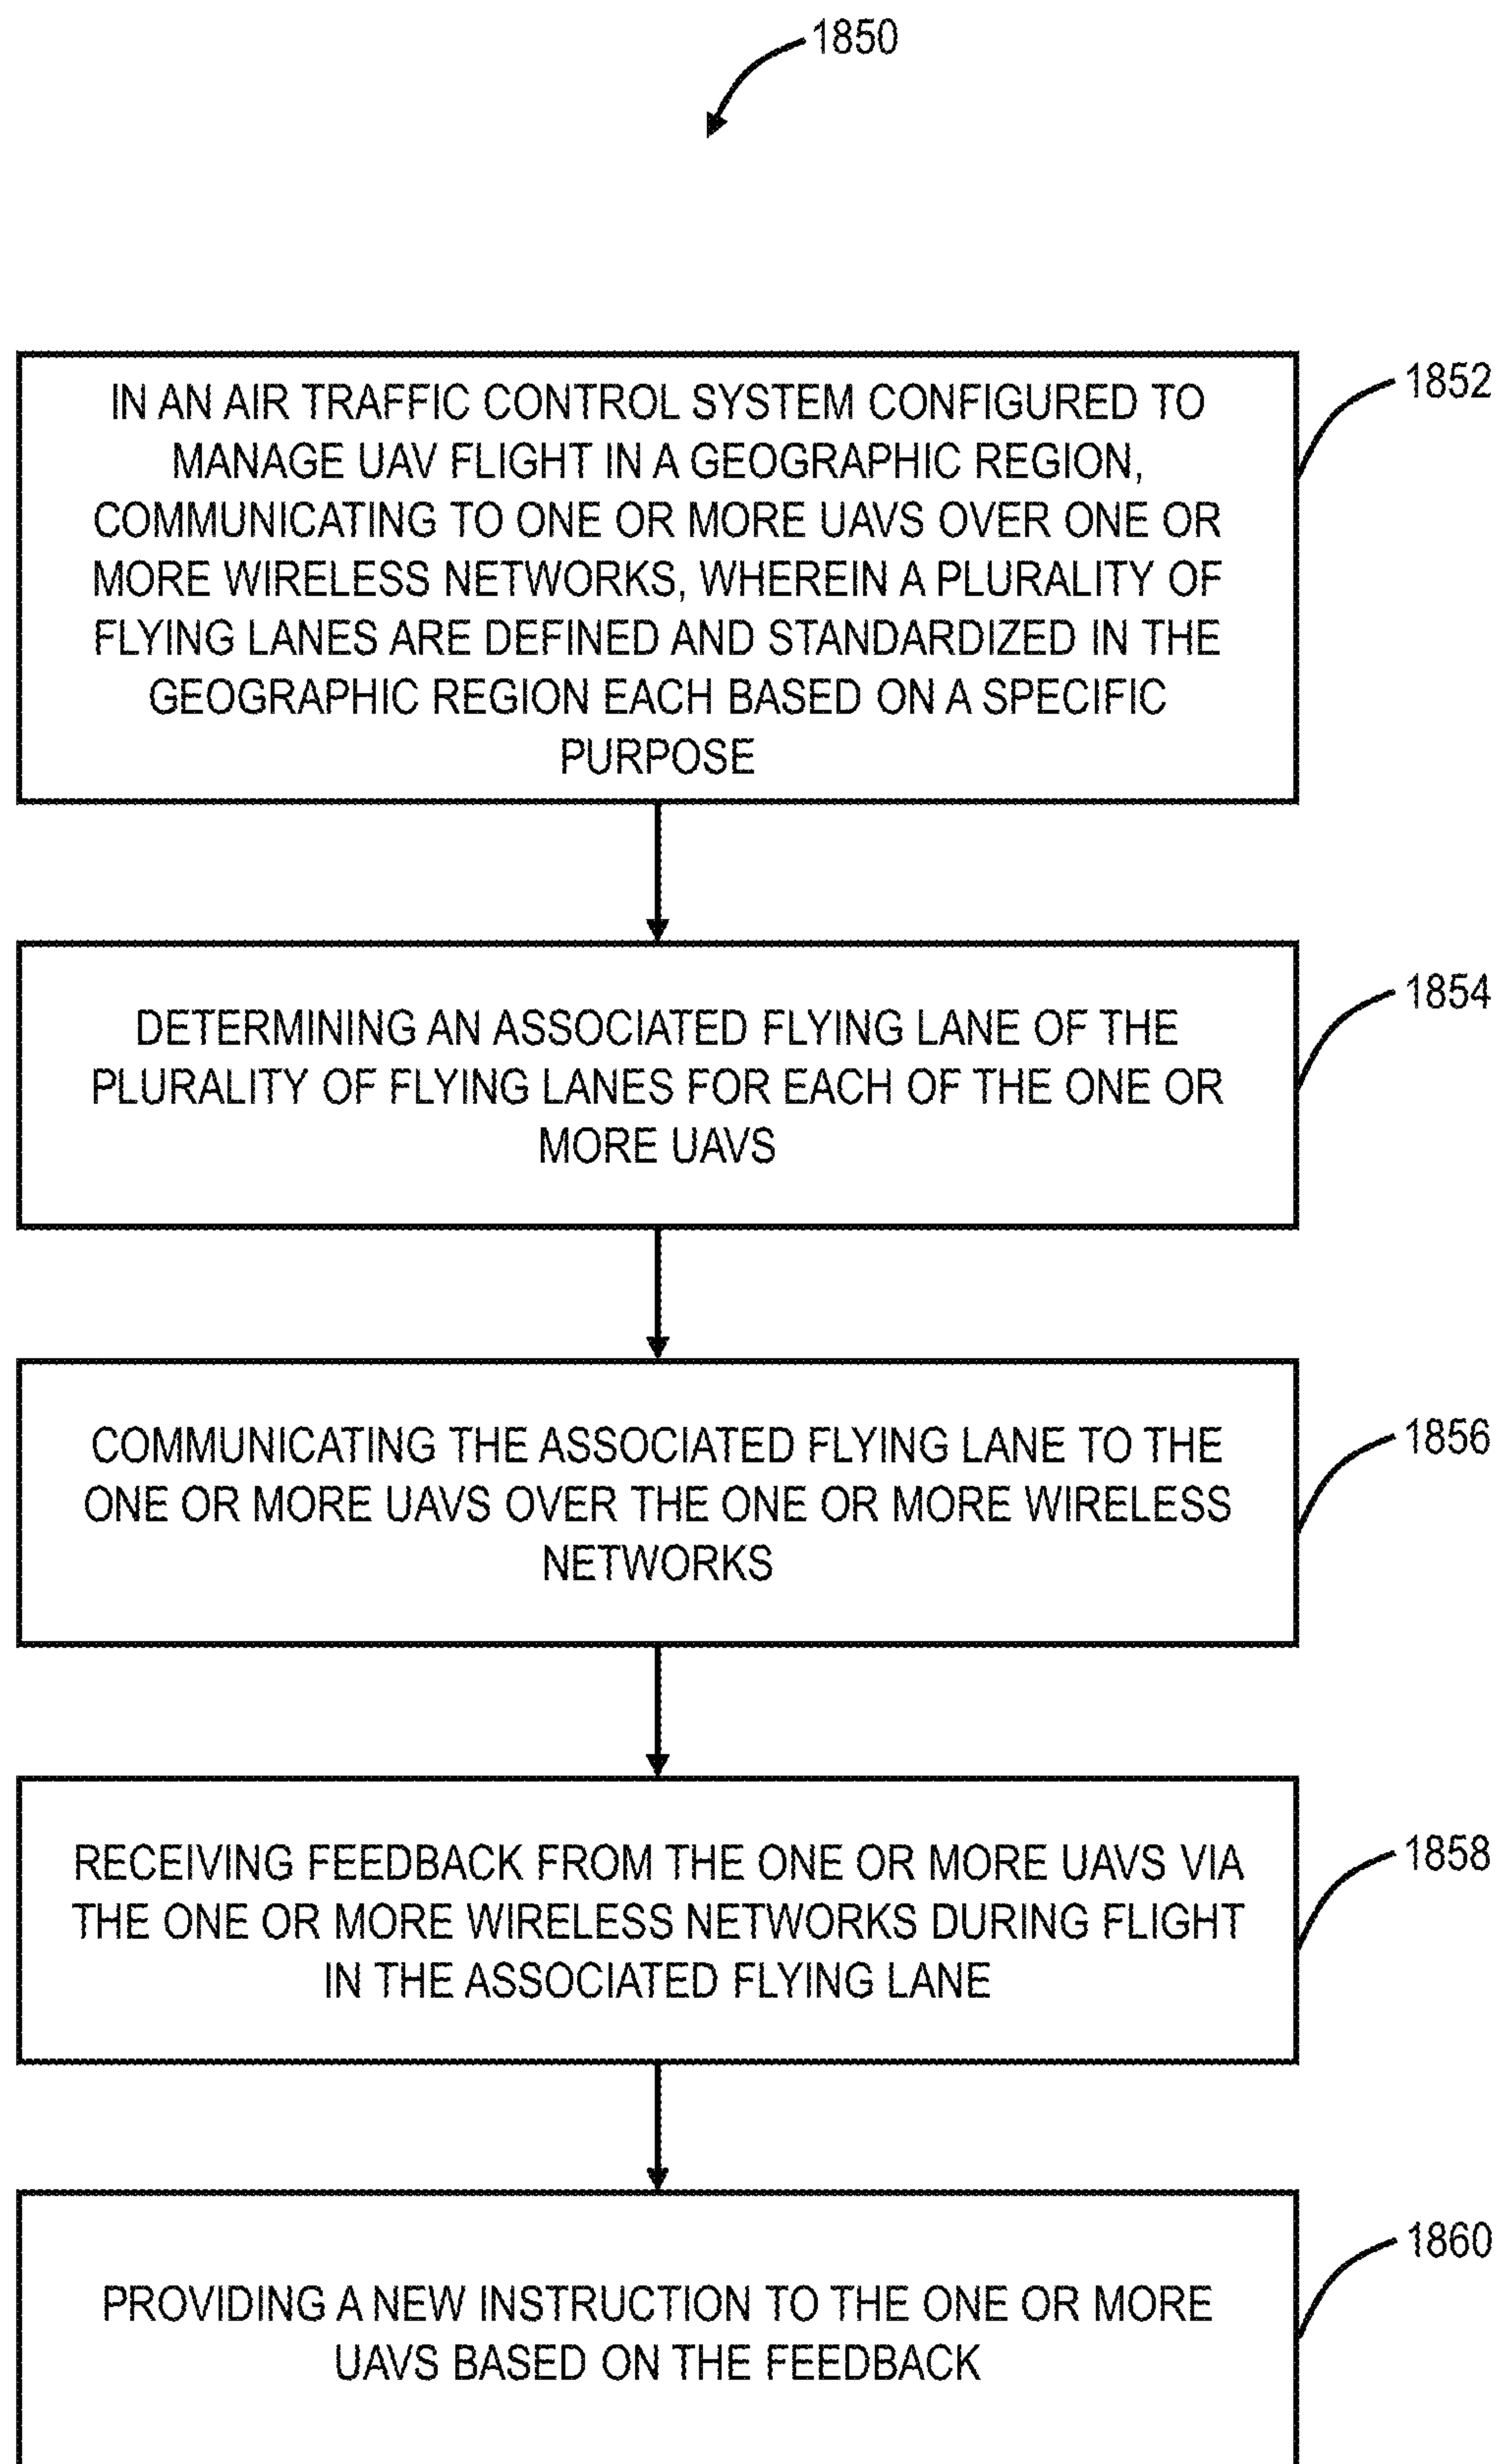 1850
IN AN AIR TRAFFIC CONTROL SYSTEM CONFIGURED TO
MANAGE UAV FLIGHT IN A GEOGRAPHIC REGION,
COMMUNICATING TO ONE OR MORE UAVS OVER ONE OR
MORE WIRELESS NETWORKS, WHEREIN A PLURALITY OF
FLYING LANES ARE DEFINED AND STANDARDIZED IN THE
GEOGRAPHIC REGION EACH BASED ON A SPECIFIC
PURPOSE
1852
DETERMINING AN ASSOCIATED FLYING LANE OF THE
PLURALITY OF FLYING LANES FOR EACH OF THE ONE OR
MORE UAVS
1854
COMMUNICATING THE ASSOCIATED FLYING LANE TO THE
ONE OR MORE UAVS OVER THE ONE OR MORE WIRELESS
NETWORKS
1856
RECEIVING FEEDBACK FROM THE ONE OR MORE UAVS VIA
THE ONE OR MORE WIRELESS NETWORKS DURING FLIGHT
IN THE ASSOCIATED FLYING LANE
1858
PROVIDING A NEW INSTRUCTION TO THE ONE OR MORE
UAVS BASED ON THE FEEDBACK
1860